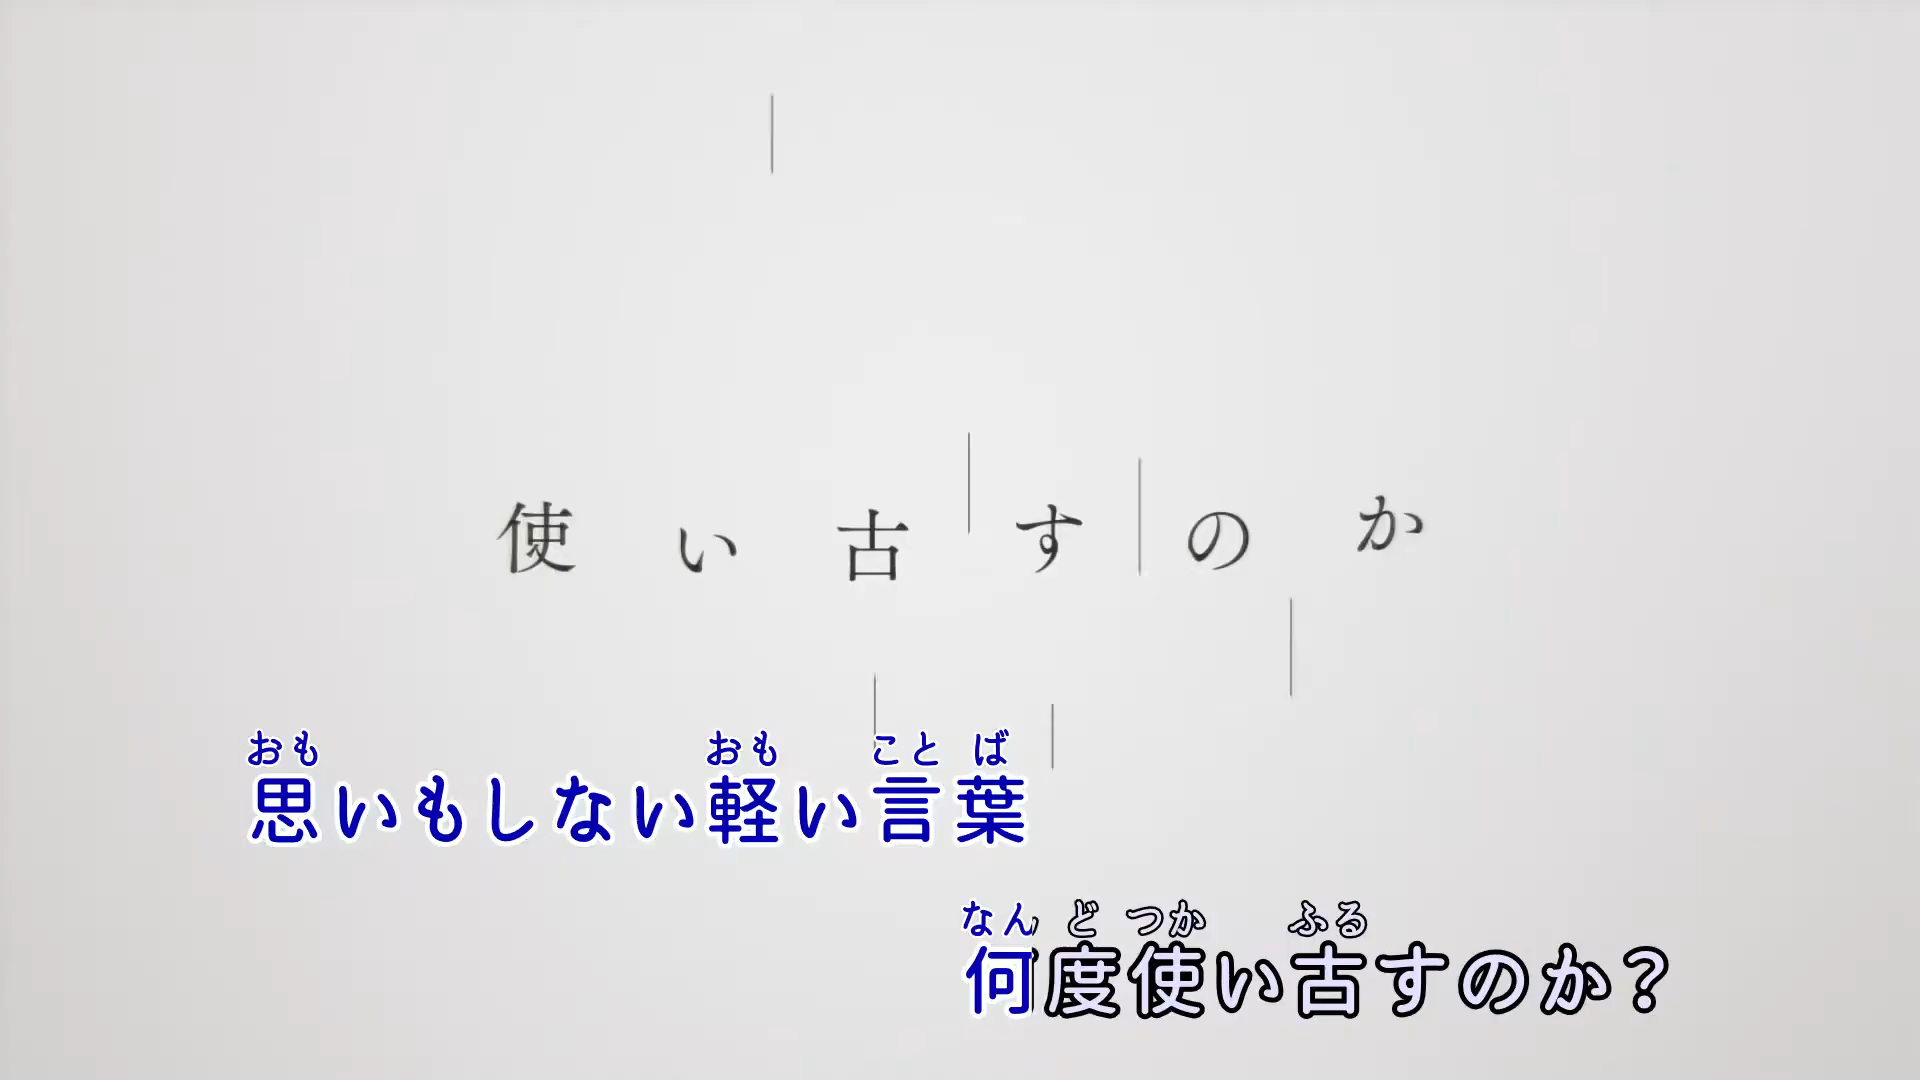 使い古すのか
おも おも ことば
思いもしない軽い言葉
なんど つか ふる
何度使い古すのか？